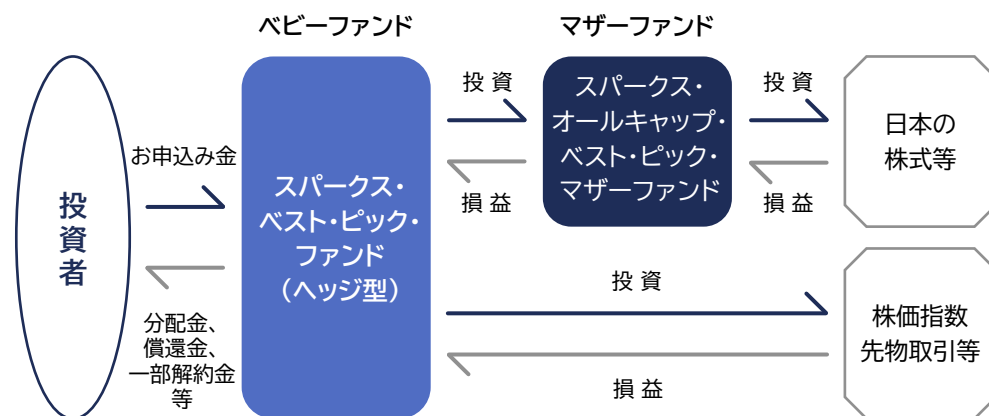 ベビーファンド
マザーファンド
投資者
お申込み金
分配金、
償還金、
一部解約金
等
スパークス・
ベスト・ピック・
ファンド
（ヘッジ型）
投 資
損 益
スパークス・
オールキャップ・
ベスト・ピック・
マザーファンド
投 資
損 益
日本の
株式等
投 資
損 益
株価指数
先物取引等